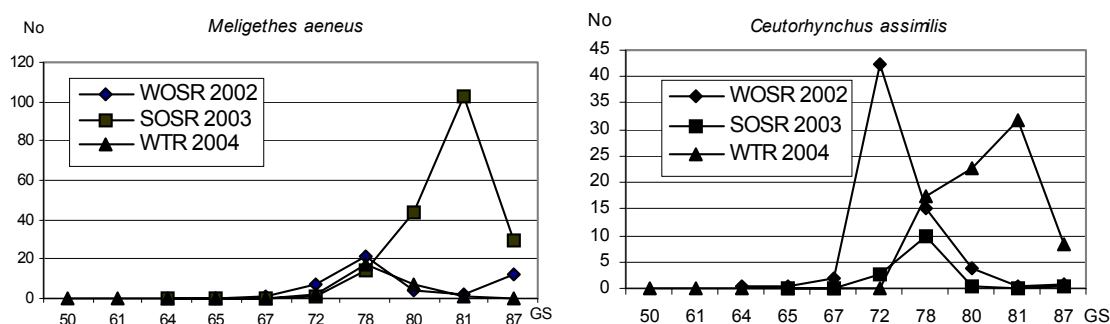 Meligethes aeneus
No
120
100
80
60
40
20
0
WOSR 2002
SOSR 2003
WTR 2004
50 61 64 65 67 72 78 80 81 87 GS
Ceutorhynchus assimilis
No
45
40
35
30
25
20
15
10
5
0
WOSR 2002
SOSR 2003
WTR 2004
50 61 64 65 67 72 78 80 81 87 GS